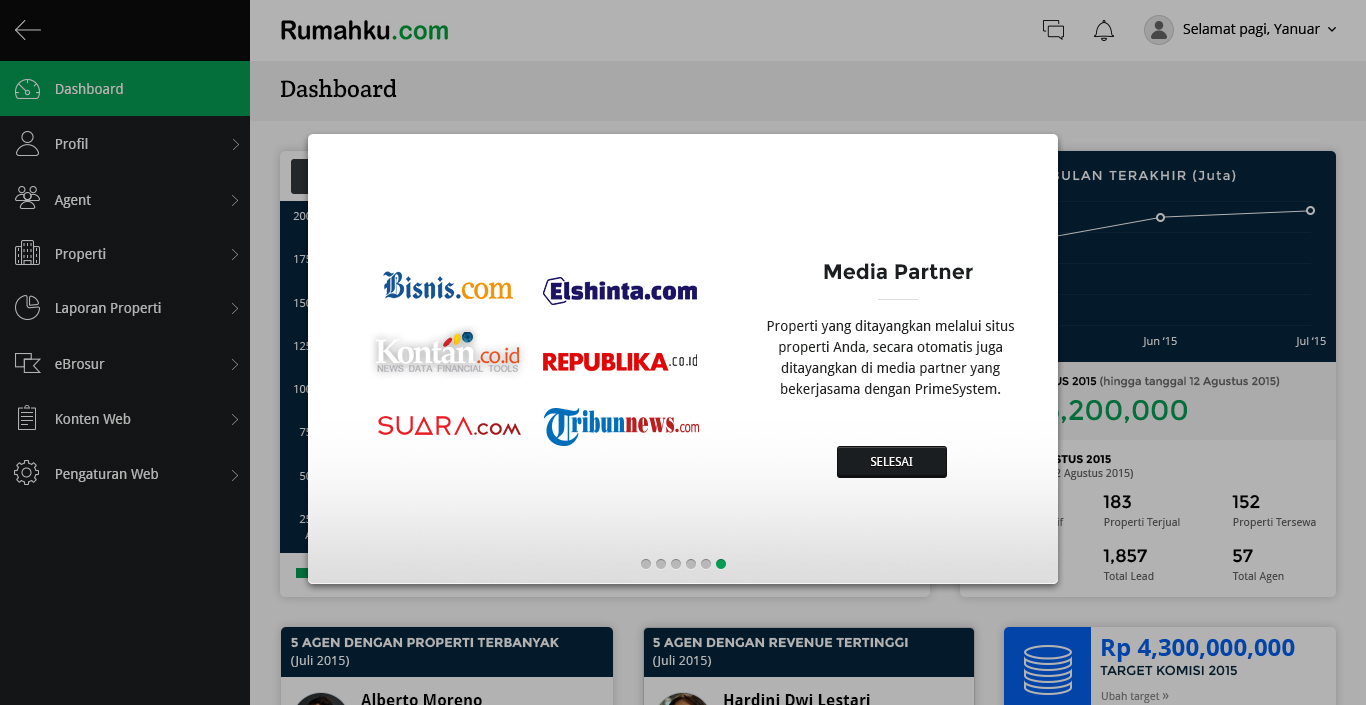 Rumahku.com
Selamat pagi, Yanuar
Dashboard
Profil
Agent
Properti
Laporan Properti
eBrosur
Konten Web
Pengaturan Web
Dashboard
TERAKHIR (Juta)
Jun '15
Jul '15
Bisnis.com
Elshinta.com
Kontan.co.id
NEWS DATA FINANCIAL TOOLS
REPUBLIKA.co.id
SUARA.COM
Tribunnews.com
Media Partner
Properti yang ditayangkan melalui situs
properti Anda, secara otomatis juga
ditayangkan di media partner yang
bekerjasama dengan PrimeSystem.
SELESAI
2015 (hingga tanggal 12 Agustus 2015)
,200,000
2015
Agustus 2015)
183
Properti Terjual
152
Properti Tersewa
1,857
Total Lead
57
Total Agen
5 AGEN DENGAN PROPERTI TERBANYAK
(Juli 2015)
Alberto Moreno
5 AGEN DENGAN REVENUE TERTINGGI
(Juli 2015)
Hardini Dwi Lestari
Rp 4,300,000,000
TARGET KOMISI 2015
Ubah target »